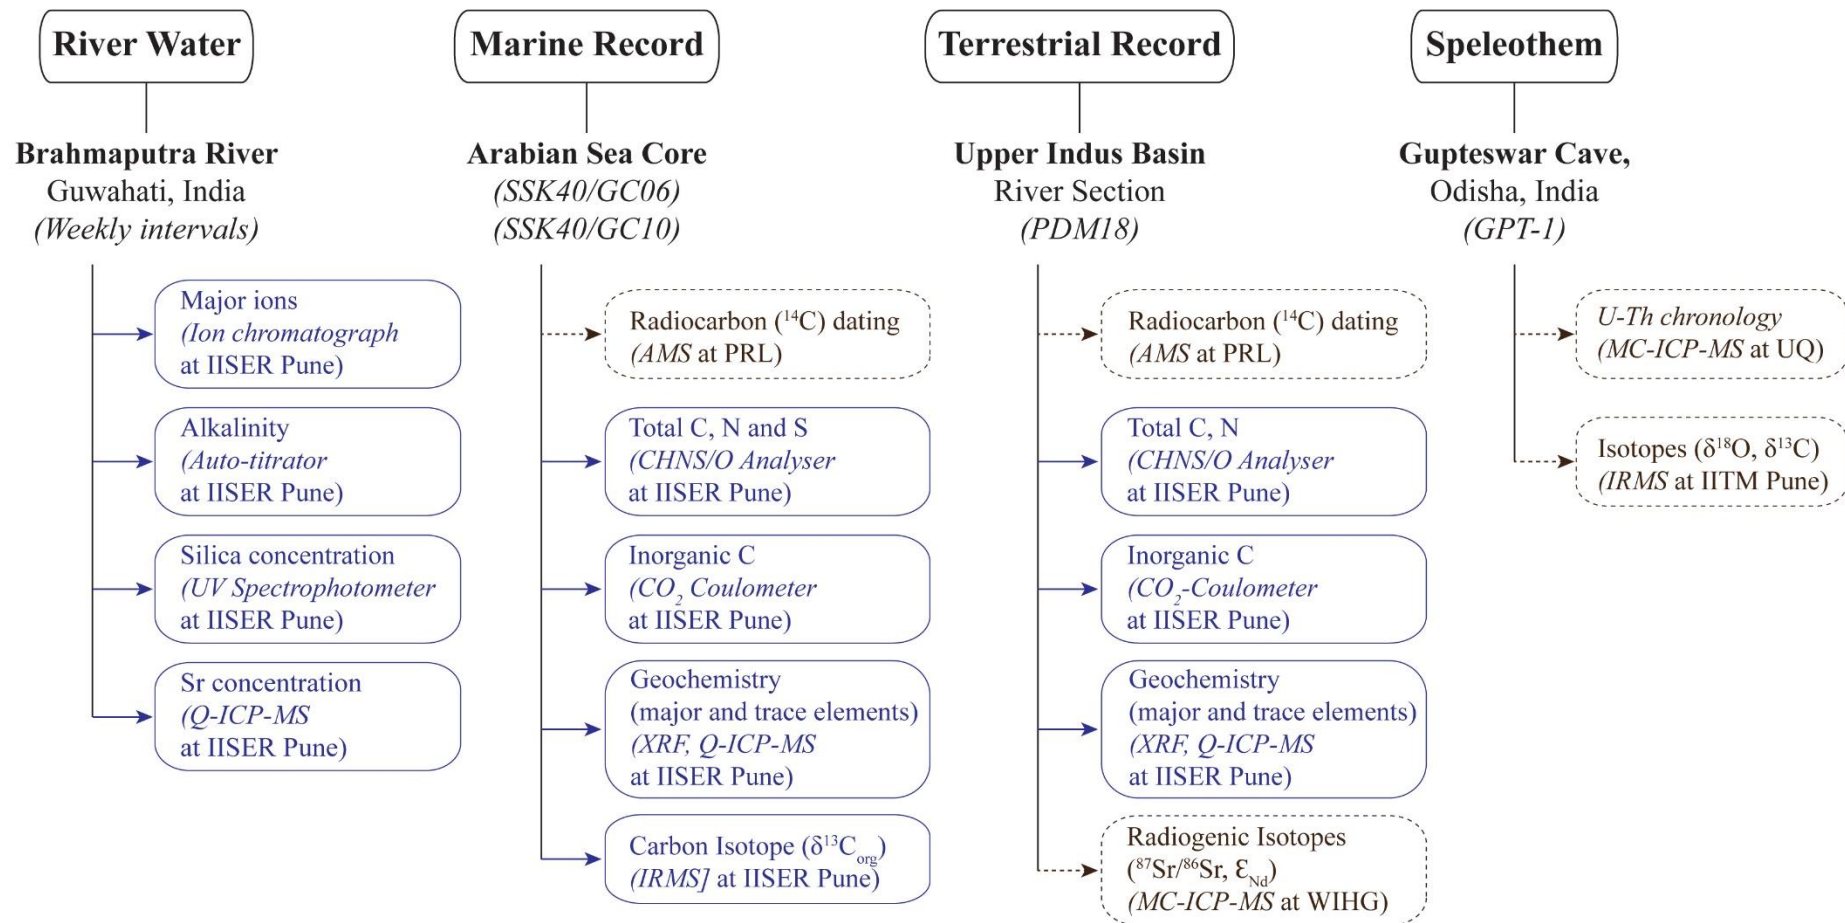 River Water
Brahmaputra River
Guwahati, India
(Weekly intervals)
Major ions
(Ion chromatograph
at IISER Pune)
Alkalinity
(Auto-titrator
at IISER Pune)
Silica concentration
(UV Spectrophotometer
at IISER Pune)
Sr concentration
(Q-ICP-MS
at IISER Pune)
Marine Record
Arabian Sea Core
(SSK40/GC06)
(SSK40/GC10)
Radiocarbon (¹⁴C) dating
(AMS at PRL)
Total C, N and S
(CHNS/O Analyser
at IISER Pune)
Inorganic C
(CO₂ Coulometer
at IISER Pune)
Geochemistry
(major and trace elements)
(XRF, Q-ICP-MS
at IISER Pune)
Carbon Isotope (δ¹³C_org)
(IRMS] at IISER Pune)
Terrestrial Record
Upper Indus Basin
River Section
(PDM18)
Radiocarbon (¹⁴C) dating
(AMS at PRL)
Total C, N
(CHNS/O Analyser
at IISER Pune)
Inorganic C
(CO₂-Coulometer
at IISER Pune)
Geochemistry
(major and trace elements)
(XRF, Q-ICP-MS
at IISER Pune)
Radiogenic Isotopes
(⁸⁷Sr/⁸⁶Sr, Ɛ_Nd)
(MC-ICP-MS at WIHG)
Speleothem
Gupteswar Cave,
Odisha, India
(GPT-1)
U-Th chronology
(MC-ICP-MS at UQ)
Isotopes (δ¹⁸O, δ¹³C)
(IRMS at IITM Pune)